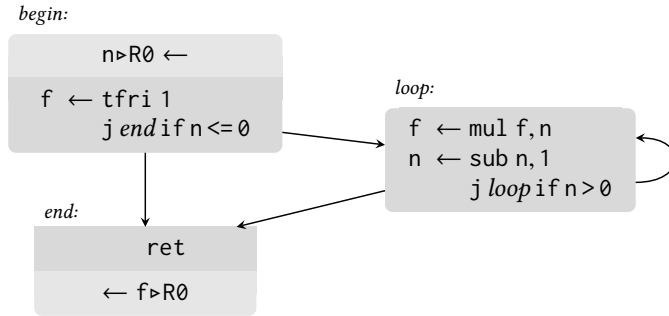 begin:
n▹R0 ←
f ← tfri 1
j end if n <= 0
loop:
f ← mul f, n
n ← sub n, 1
j loop if n > 0
end:
ret
← f▹R0